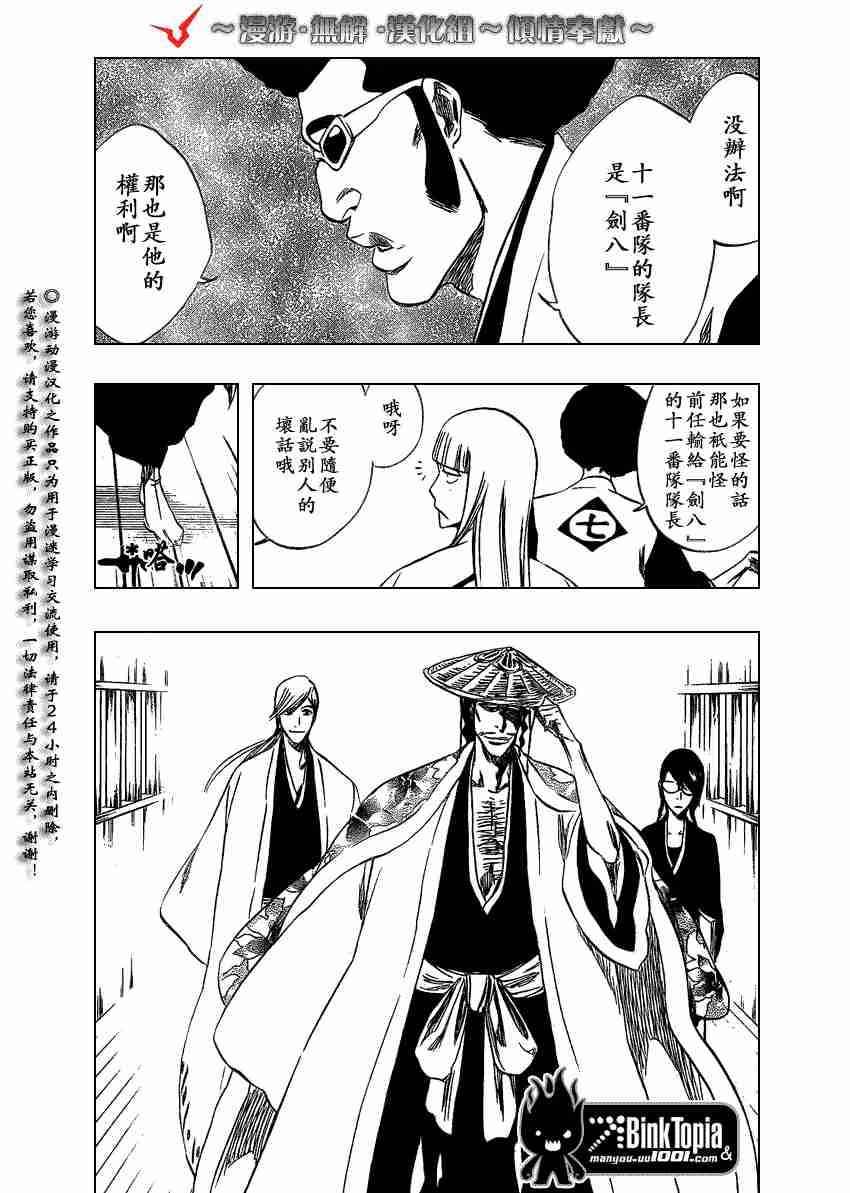 ～漫游·無解·漢化組～傾情奉獻～
没辦法啊
十一番隊的隊長
是『劍八』
那也是他的
權利啊
如果要怪的話
那也祇能怪
前任輸給『劍八』
的十一番隊隊長
哦呀
不要隨便
亂説别人的
壞話哦
嗒
七
◎漫游动漫汉化之作品只为用于漫迷学习交流使用，请于24小时之内删除，
若您喜欢，请支持购买正版，勿盗用谋取私利，一切法律责任与本站无关，谢谢！
BinkTopia
manyou-uu1001.com &